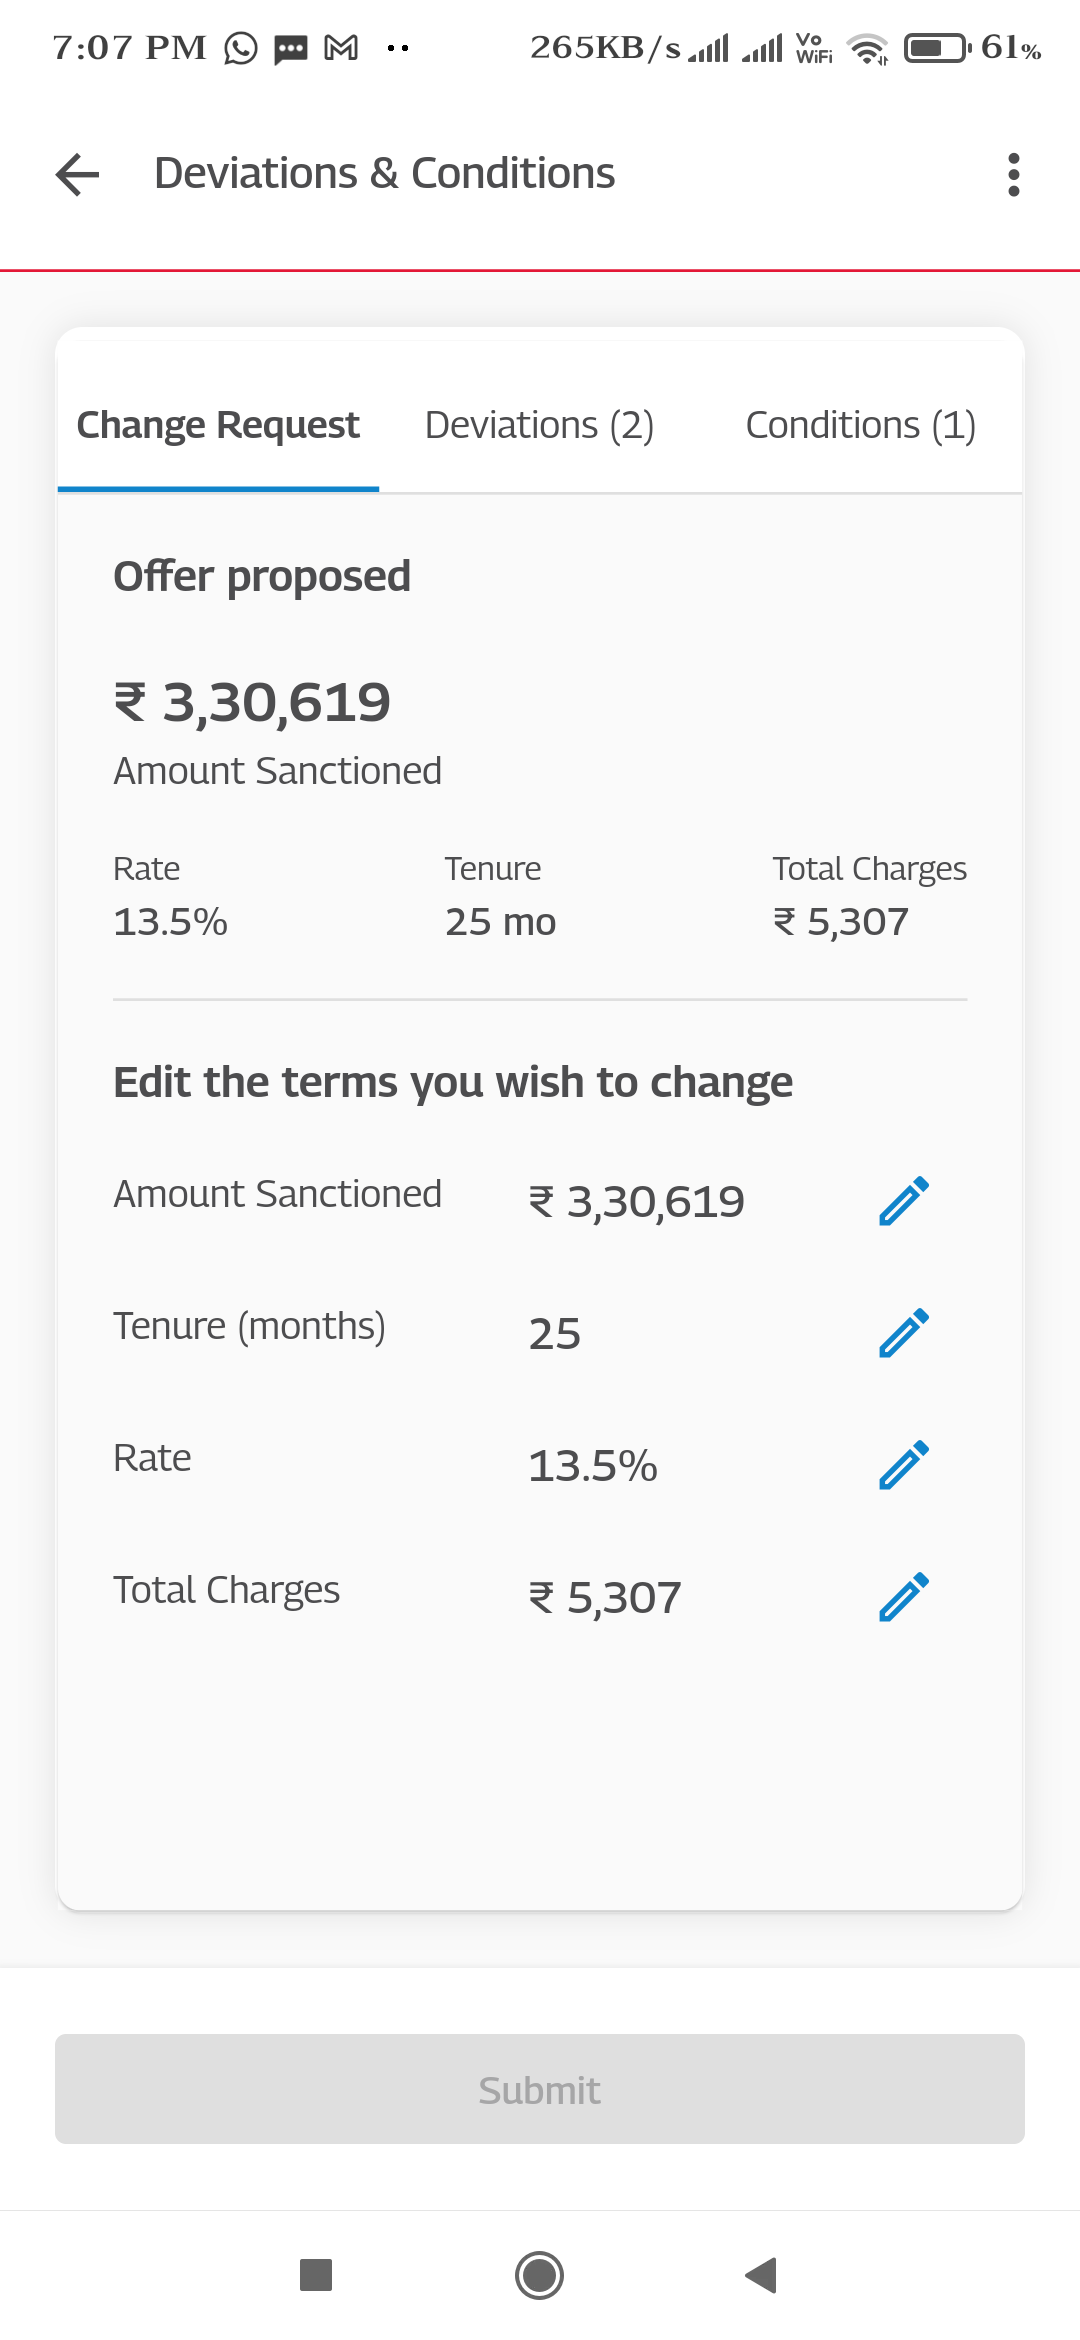 7:07 PM 265KB/s Vo WiFi 61%
Deviations & Conditions
Change Request Deviations (2) Conditions (1)
Offer proposed
₹ 3,30,619
Amount Sanctioned
Rate Tenure Total Charges
13.5% 25 mo ₹ 5,307
Edit the terms you wish to change
Amount Sanctioned ₹ 3,30,619
Tenure (months) 25
Rate 13.5%
Total Charges ₹ 5,307
Submit